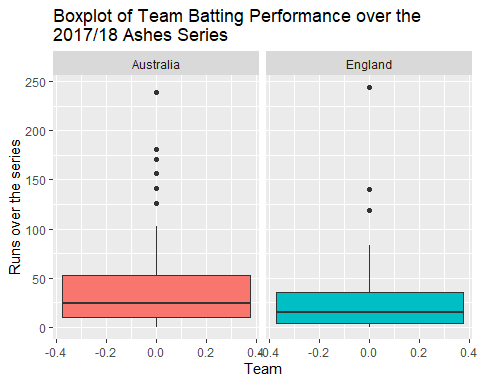 Boxplot of Team Batting Performance over the
2017/18 Ashes Series
Australia
England
Runs over the series
250
200
150
100
50
0
-0.4 -0.2 0.0 0.2 0.4
-0.4 -0.2 0.0 0.2 0.4
Team